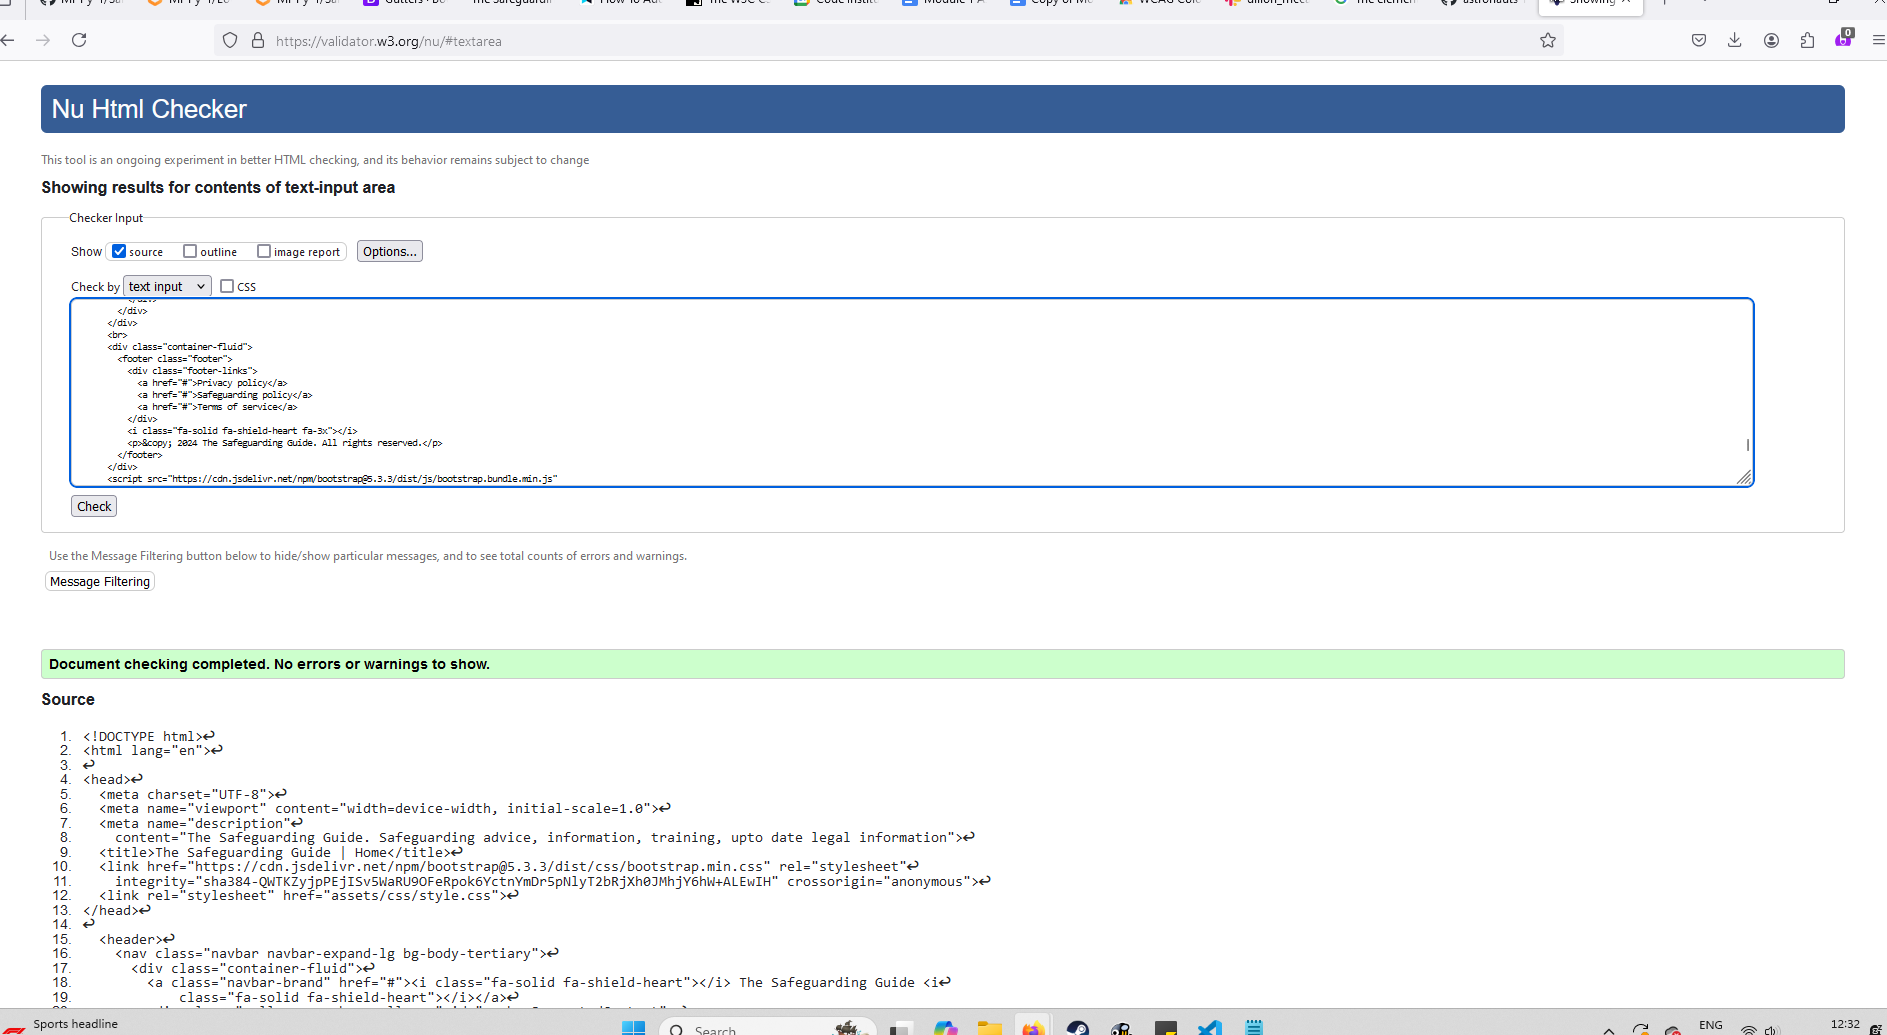 https://validator.w3.org/nu/#textarea
0
Nu Html Checker
This tool is an ongoing experiment in better HTML checking, and its behavior remains subject to change
Showing results for contents of text-input area
Checker Input
Show source outline image report Options...
Check by text input CSS
</div>
</div>
</div>
<br>
<div class="container-fluid">
<footer class="footer">
<div class="footer-links">
<a href="#">Privacy policy</a>
<a href="#">Safeguarding policy</a>
<a href="#">Terms of service</a>
</div>
<i class="fa-solid fa-shield-heart fa-3x"></i>
<p>&copy; 2024 The Safeguarding Guide. All rights reserved.</p>
</footer>
</div>
<script src="https://cdn.jsdelivr.net/npm/bootstrap@5.3.3/dist/js/bootstrap.bundle.min.js"
Check
Use the Message Filtering button below to hide/show particular messages, and to see total counts of errors and warnings.
Message Filtering
Document checking completed. No errors or warnings to show.
Source
1. <!DOCTYPE html>↩
2. <html lang="en">↩
3. ↩
4. <head>↩
5. <meta charset="UTF-8">↩
6. <meta name="viewport" content="width=device-width, initial-scale=1.0">↩
7. <meta name="description"↩
8. content="The Safeguarding Guide. Safeguarding advice, information, training, upto date legal information">↩
9. <title>The Safeguarding Guide | Home</title>↩
10. <link href="https://cdn.jsdelivr.net/npm/bootstrap@5.3.3/dist/css/bootstrap.min.css" rel="stylesheet"↩
11. integrity="sha384-QWTKZyjpPEjISv5WaRU9OFeRpok6YctnYmDr5pNlyT2bRjXh0JMhjY6hW+ALEwIH" crossorigin="anonymous">↩
12. <link rel="stylesheet" href="assets/css/style.css">↩
13. </head>↩
14. ↩
15. <header>↩
16. <nav class="navbar navbar-expand-lg bg-body-tertiary">↩
17. <div class="container-fluid">↩
18. <a class="navbar-brand" href="#"><i class="fa-solid fa-shield-heart"></i> The Safeguarding Guide <i↩
19. class="fa-solid fa-shield-heart"></i></a>↩
Sports headline
Search
ENG
12:32